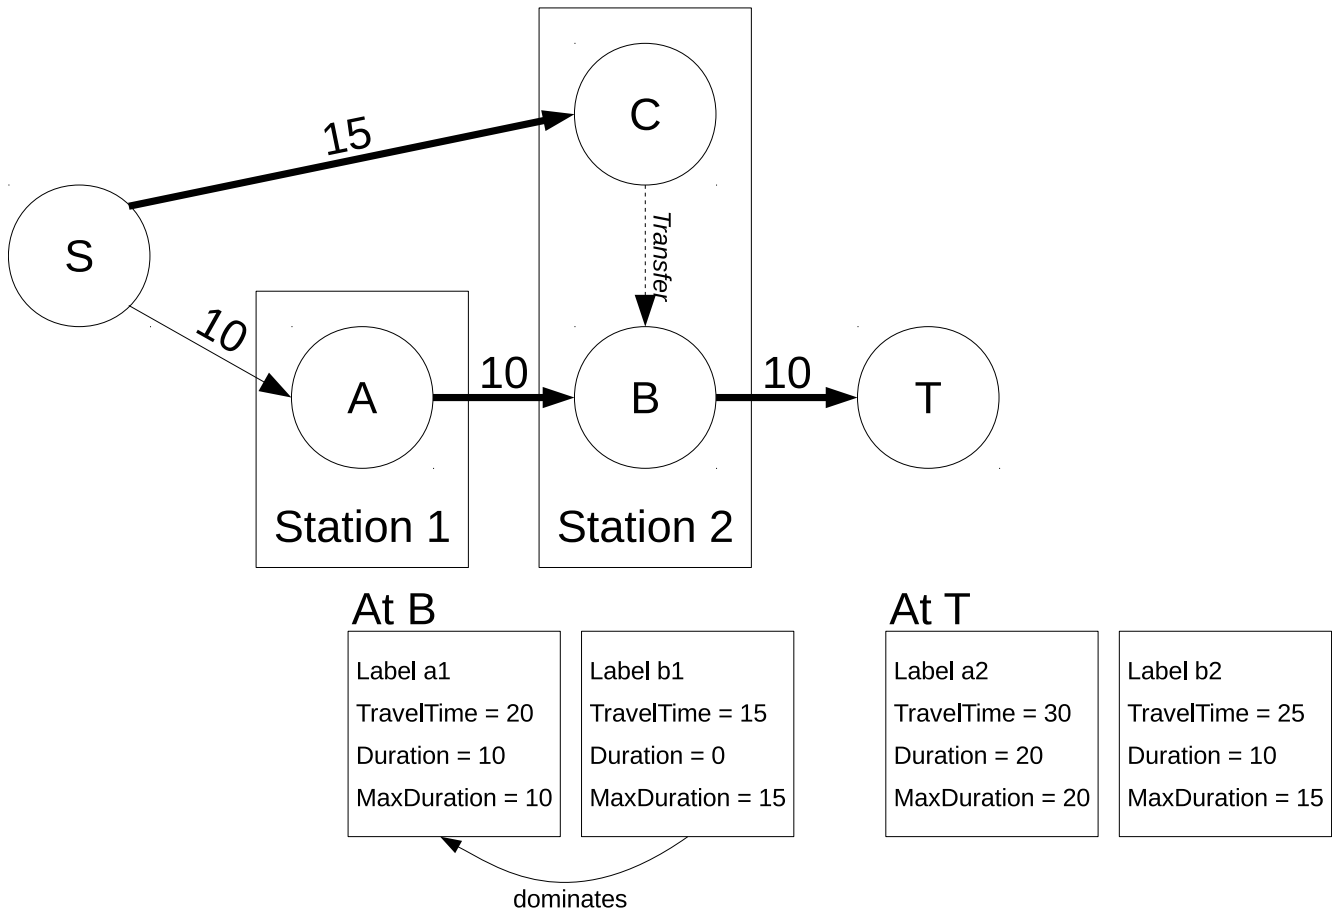 C
15
Transfer
S
10
A
10
B
10
T
Station 1
Station 2
At B
At T
Label a1
TravelTime = 20
Duration = 10
MaxDuration = 10
Label b1
TravelTime = 15
Duration = 0
MaxDuration = 15
Label a2
TravelTime = 30
Duration = 20
MaxDuration = 20
Label b2
TravelTime = 25
Duration = 10
MaxDuration = 15
dominates